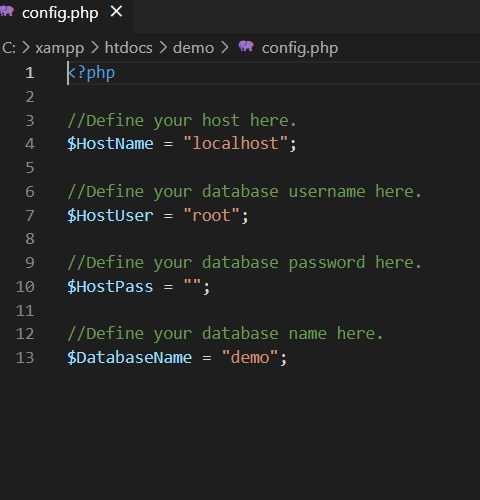 config.php ×
C: > xampp > htdocs > demo > config.php
1 <?php
2
3 //Define your host here.
4 $HostName = "localhost";
5
6 //Define your database username here.
7 $HostUser = "root";
8
9 //Define your database password here.
10 $HostPass = "";
11
12 //Define your database name here.
13 $DatabaseName = "demo";